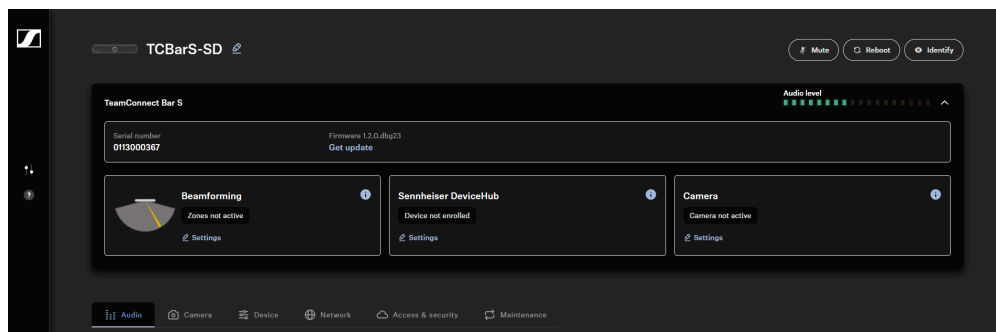 TCBarS-SD
Mute
Reboot
Identify
TeamConnect Bar S
Audio level
Serial number
0113000367
Firmware 1.2.0.dbg23
Get update
Beamforming
Zones not active
Settings
Sennheiser DeviceHub
Device not enrolled
Settings
Camera
Camera not active
Settings
Audio
Camera
Device
Network
Access & security
Maintenance